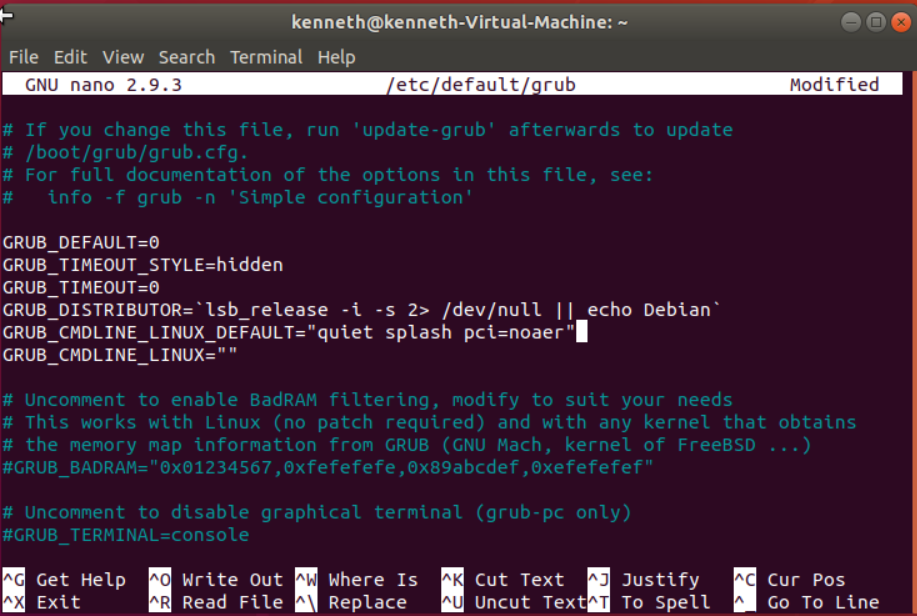 kenneth@kenneth-Virtual-Machine: ~
File Edit View Search Terminal Help
GNU nano 2.9.3 /etc/default/grub Modified
# If you change this file, run 'update-grub' afterwards to update
# /boot/grub/grub.cfg.
# For full documentation of the options in this file, see:
#   info -f grub -n 'Simple configuration'
GRUB_DEFAULT=0
GRUB_TIMEOUT_STYLE=hidden
GRUB_TIMEOUT=0
GRUB_DISTRIBUTOR=`lsb_release -i -s 2> /dev/null || echo Debian`
GRUB_CMDLINE_LINUX_DEFAULT="quiet splash pci=noaer"
GRUB_CMDLINE_LINUX=""
# Uncomment to enable BadRAM filtering, modify to suit your needs
# This works with Linux (no patch required) and with any kernel that obtains
# the memory map information from GRUB (GNU Mach, kernel of FreeBSD ...)
#GRUB_BADRAM="0x01234567,0xfefefefe,0x89abcdef,0xefefefef"
# Uncomment to disable graphical terminal (grub-pc only)
#GRUB_TERMINAL=console
^G Get Help ^O Write Out ^W Where Is ^K Cut Text ^J Justify ^C Cur Pos
^X Exit ^R Read File ^\ Replace ^U Uncut Text ^T To Spell ^_ Go To Line